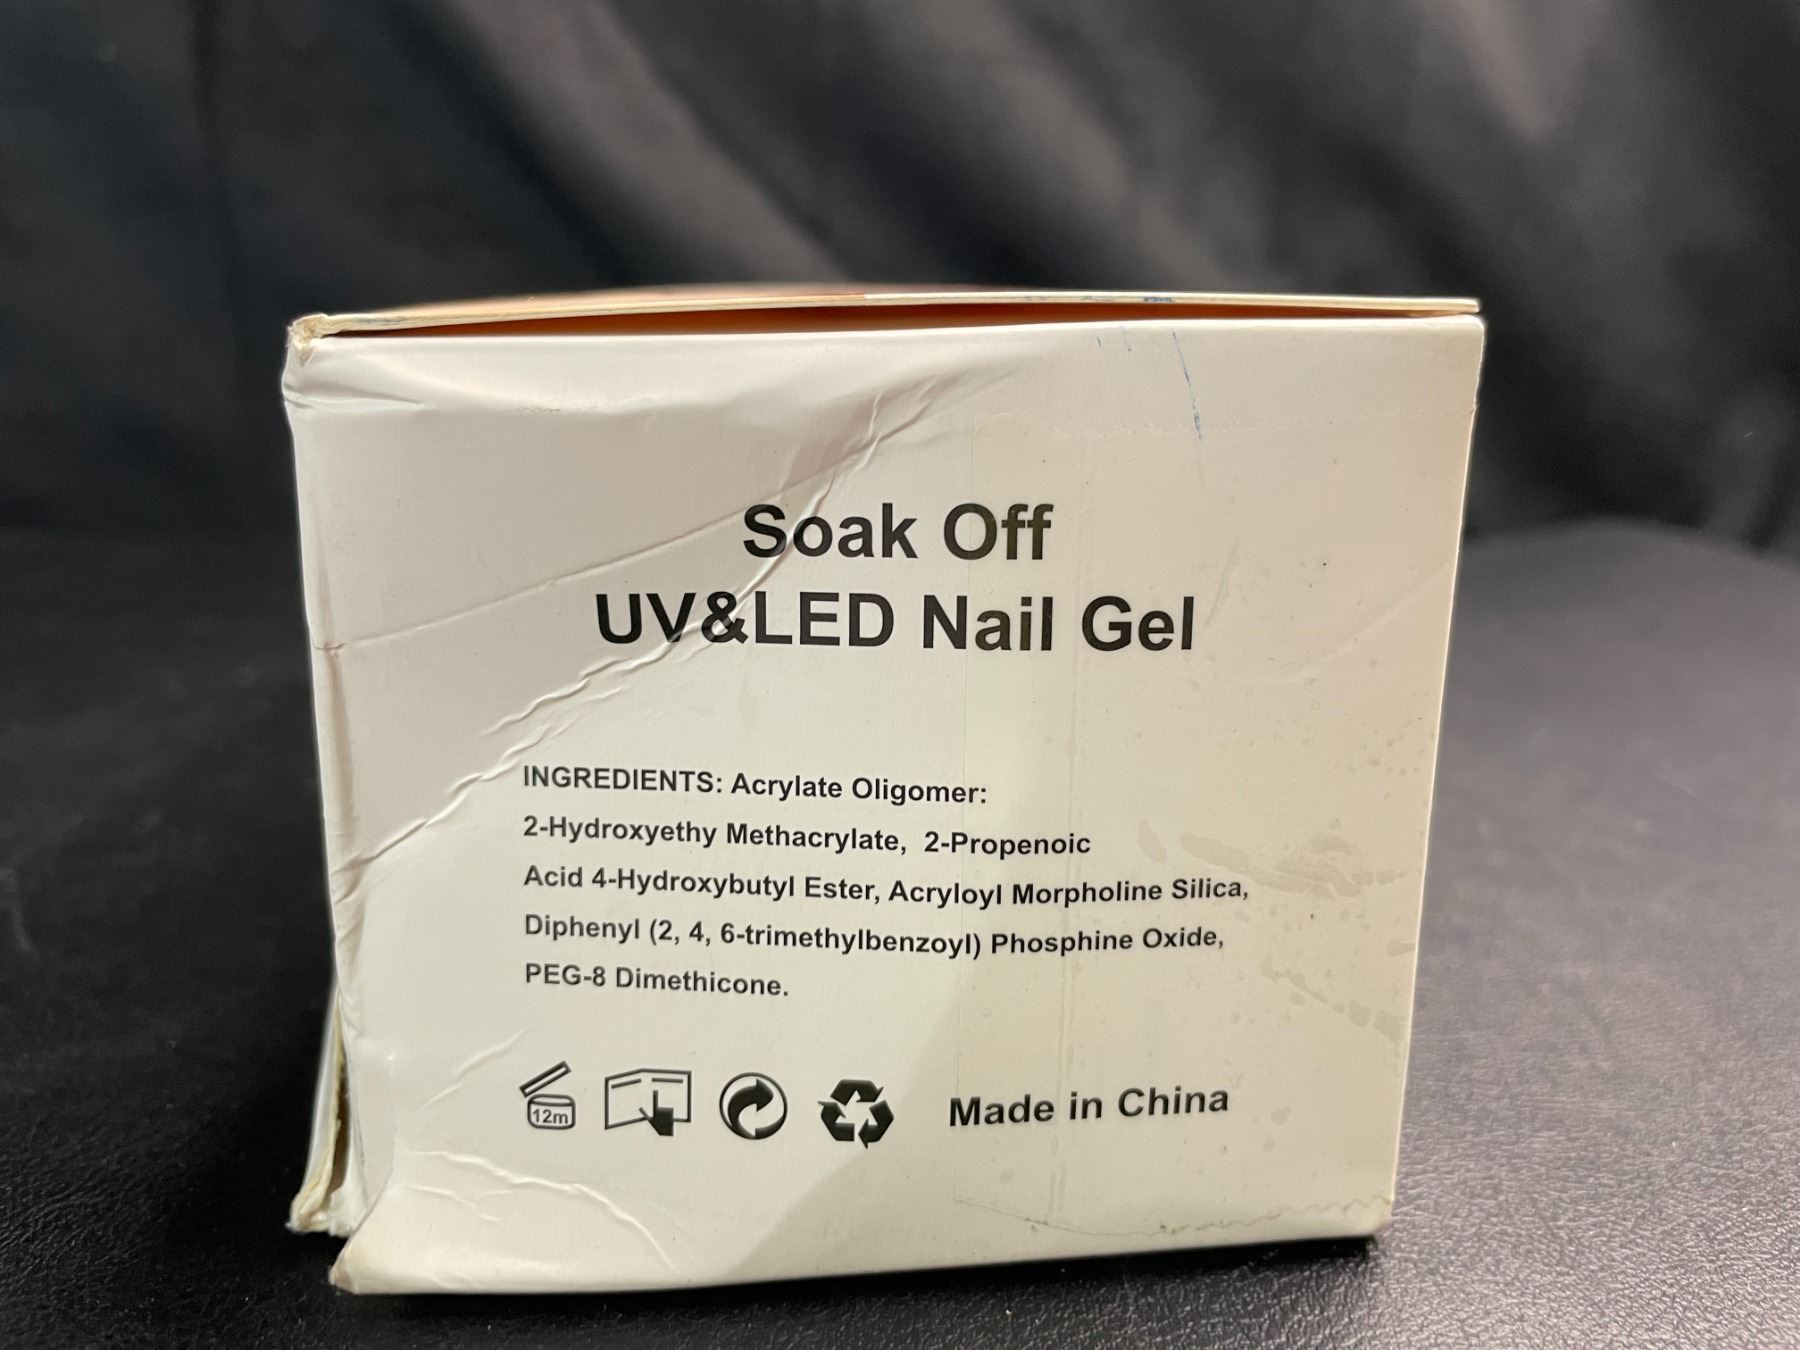 Soak Off
UV&LED Nail Gel
INGREDIENTS: Acrylate Oligomer:
2-Hydroxyethy Methacrylate, 2-Propenoic
Acid 4-Hydroxybutyl Ester, Acryloyl Morpholine Silica,
Diphenyl (2, 4, 6-trimethylbenzoyl) Phosphine Oxide,
PEG-8 Dimethicone.
12m Made in China